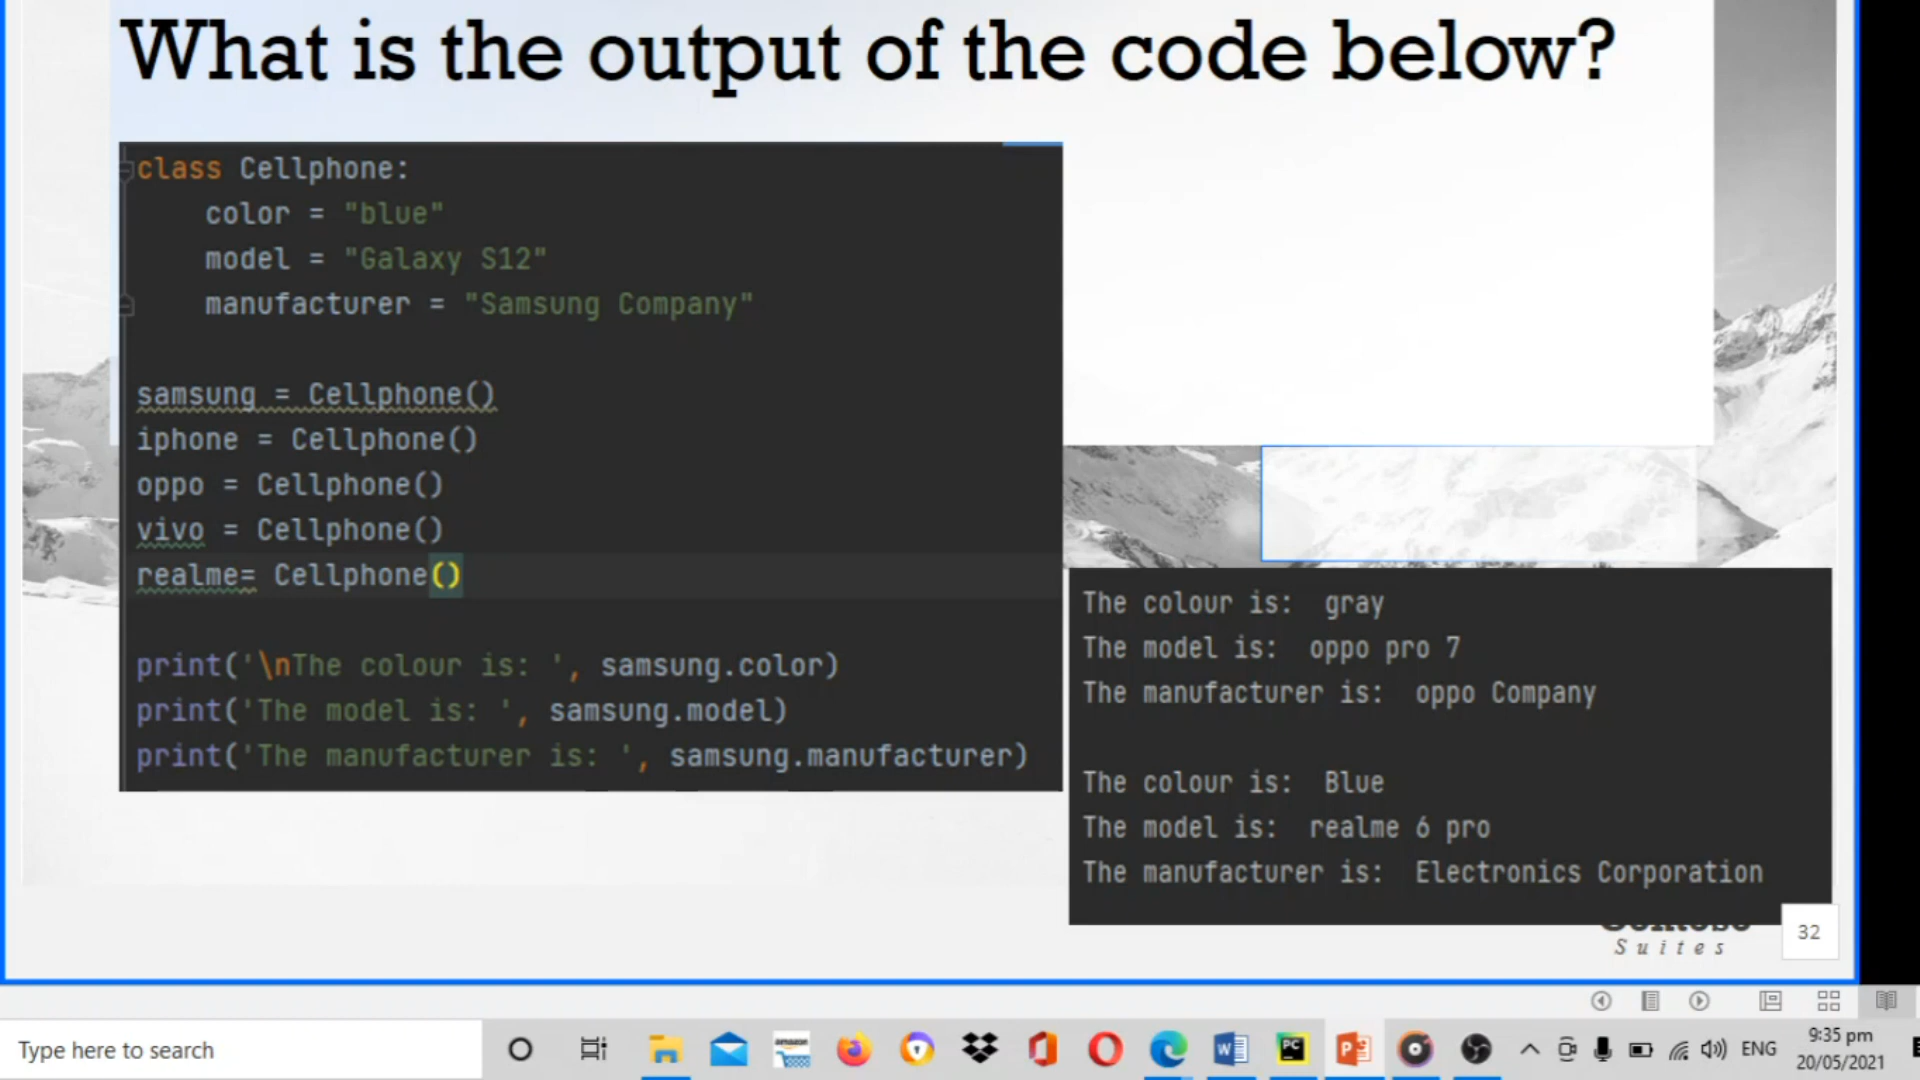 What is the output of the code below?
class Cellphone:
color = "blue"
model = "Galaxy S12"
manufacturer = "Samsung Company"
samsung = Cellphone()
iphone = Cellphone()
oppo = Cellphone()
vivo = Cellphone()
realme= Cellphone()
print('\nThe colour is: ', samsung.color)
print('The model is: ', samsung.model)
print('The manufacturer is: ', samsung.manufacturer)
The colour is:  gray
The model is:  oppo pro 7
The manufacturer is:  oppo Company
The colour is:  Blue
The model is:  realme 6 pro
The manufacturer is:  Electronics Corporation
Suites
32
Type here to search
amazon
W
PC
P
ENG
9:35 pm
20/05/2021